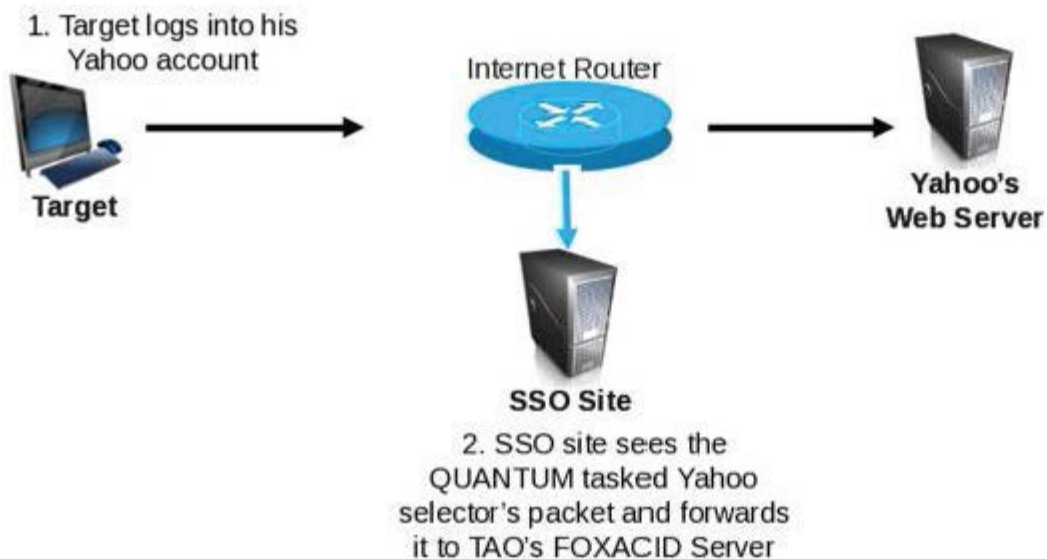 1. Target logs into his
Yahoo account
Target
Internet Router
Yahoo's
Web Server
SSO Site
2. SSO site sees the
QUANTUM tasked Yahoo
selector's packet and forwards
it to TAO's FOXACID Server